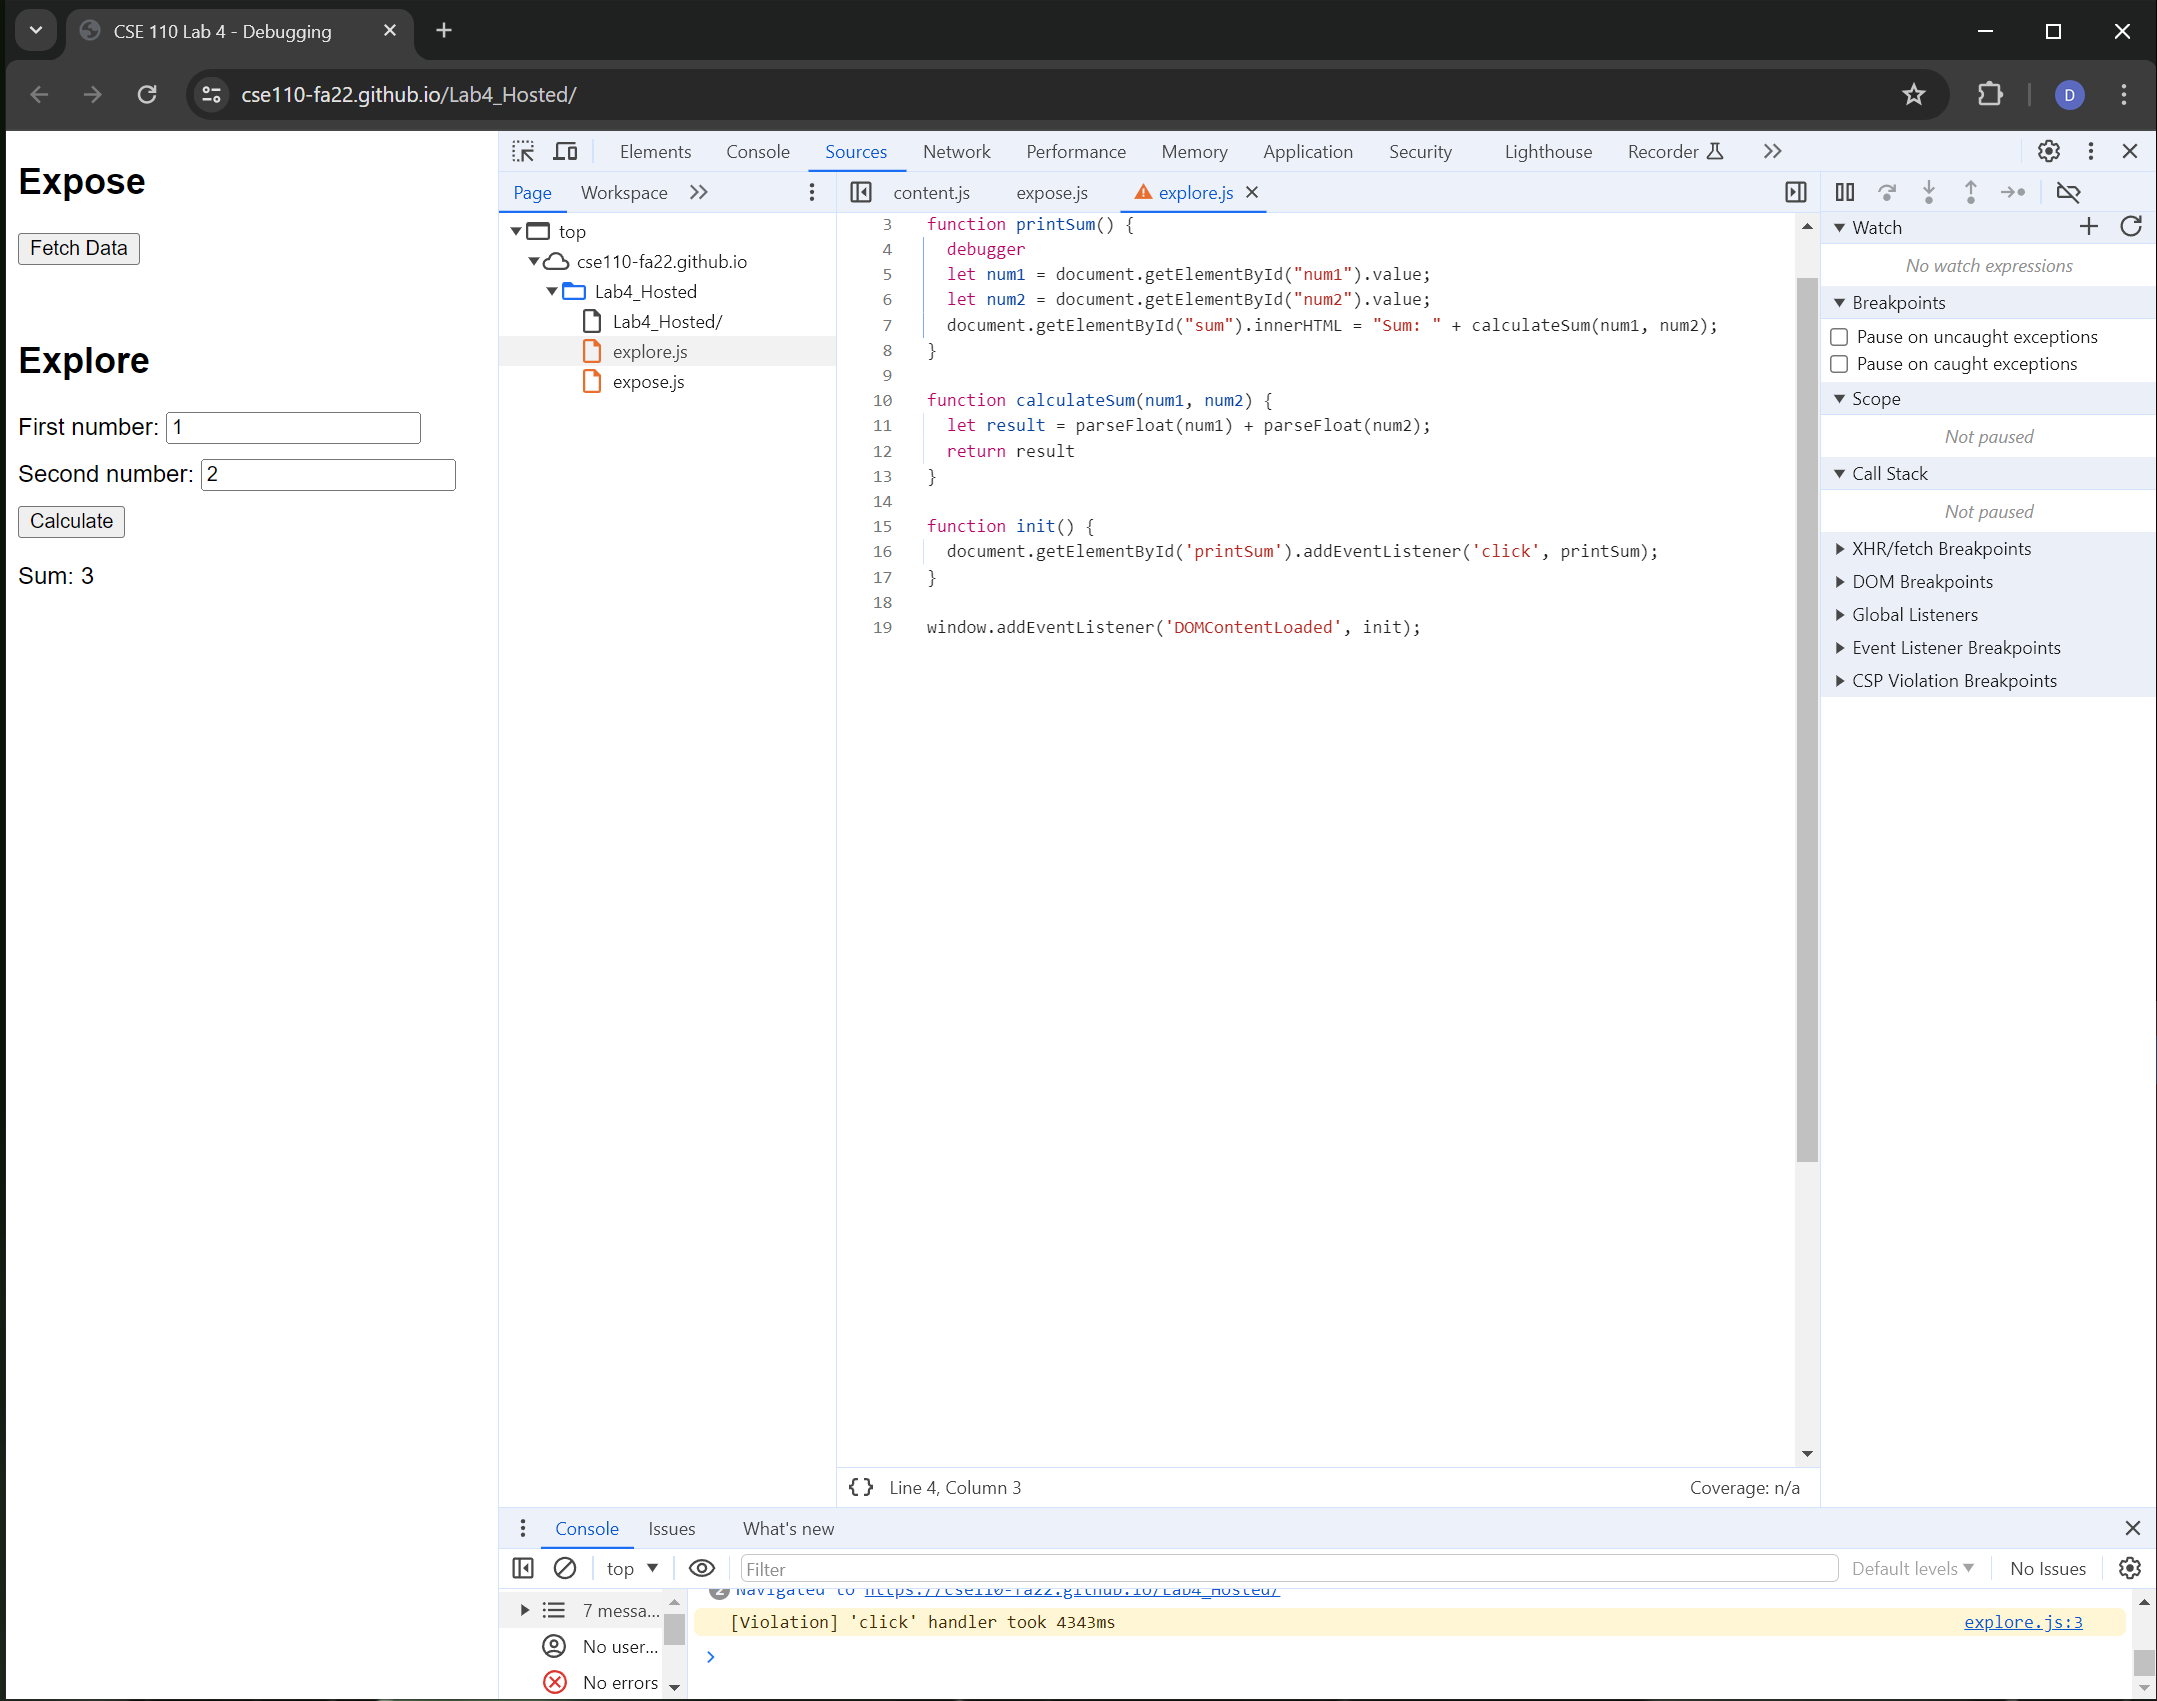 CSE 110 Lab 4 - Debugging
cse110-fa22.github.io/Lab4_Hosted/
D
Expose
Fetch Data
Explore
First number: 1
Second number: 2
Calculate
Sum: 3
Elements Console Sources Network Performance Memory Application Security Lighthouse Recorder
Page Workspace
content.js expose.js explore.js
top
cse110-fa22.github.io
Lab4_Hosted
Lab4_Hosted/
explore.js
expose.js
3 function printSum() {
4 debugger
5 let num1 = document.getElementById("num1").value;
6 let num2 = document.getElementById("num2").value;
7 document.getElementById("sum").innerHTML = "Sum: " + calculateSum(num1, num2);
8 }
9
10 function calculateSum(num1, num2) {
11 let result = parseFloat(num1) + parseFloat(num2);
12 return result
13 }
14
15 function init() {
16 document.getElementById('printSum').addEventListener('click', printSum);
17 }
18
19 window.addEventListener('DOMContentLoaded', init);
{} Line 4, Column 3
Coverage: n/a
Watch
No watch expressions
Breakpoints
Pause on uncaught exceptions
Pause on caught exceptions
Scope
Not paused
Call Stack
Not paused
XHR/fetch Breakpoints
DOM Breakpoints
Global Listeners
Event Listener Breakpoints
CSP Violation Breakpoints
Console Issues What's new
top Filter Default levels No Issues
7 messa...
No user...
No errors
2 Navigated to https://cse110-fa22.github.io/Lab4_Hosted/
[Violation] 'click' handler took 4343ms explore.js:3